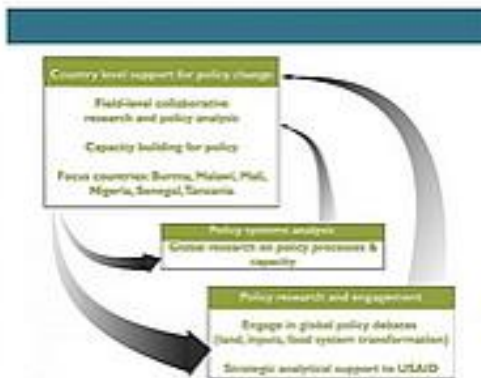 Country level support for policy change
Field-level collaborative
research and policy analysis
Capacity building for policy
Focus countries: Burma, Malawi, Mali,
Nigeria, Senegal, Tanzania
Policy systems analysis
Global research on policy processes &
capacity
Policy research and engagement
Engage in global policy debates
(land, inputs, food system transformation)
Strategic analytical support to USAID